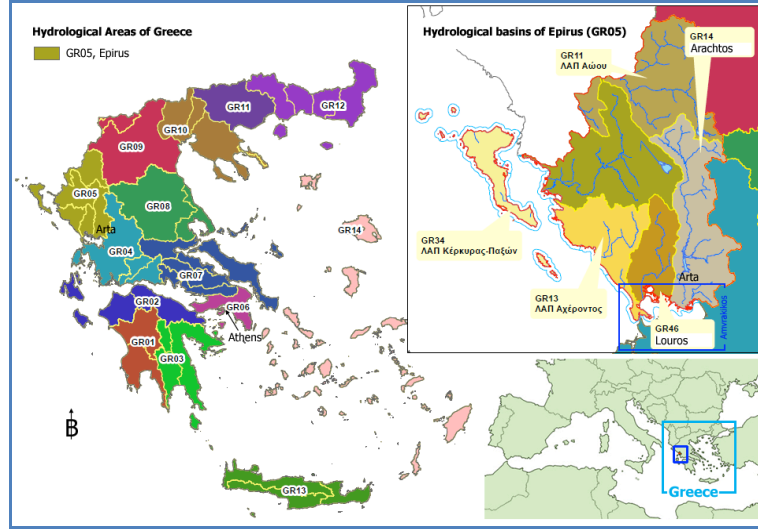 Hydrological Areas of Greece
GR05, Epirus
GR11
GR12
GR10
GR09
GR05
GR08
Arta
GR04
GR14
GR07
GR02
GR06
Athens
GR01
GR03
B
GR13
Hydrological basins of Epirus (GR05)
GR14
Arachtos
GR11
ΛΑΠ Αώου
GR34
ΛΑΠ Κέρκυρας-Παξών
GR13
ΛΑΠ Αχέροντος
Arta
Amvrakikos
GR46
Louros
Greece